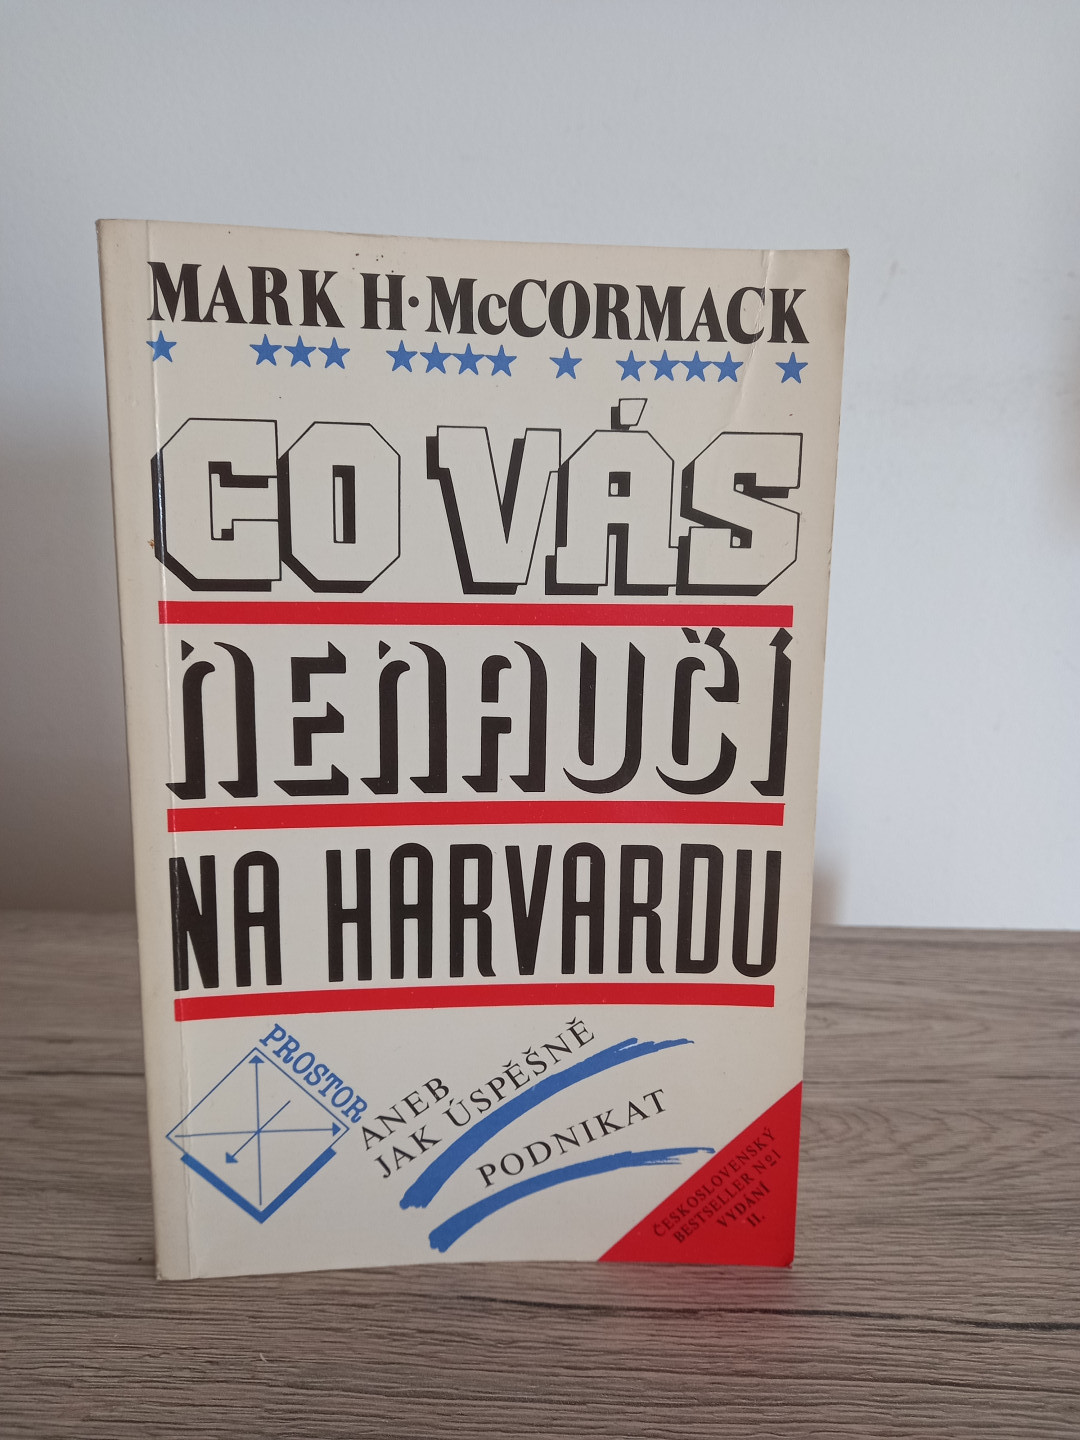 MARK H·McCORMACK
CO VÁS
NENAUČÍ
NA HARVARDU
PROSTOR
ANEB
JAK ÚSPĚŠNĚ
PODNIKAT
ČESKOSLOVENSKÝ
BESTSELLER No1
VYDÁNÍ
II.